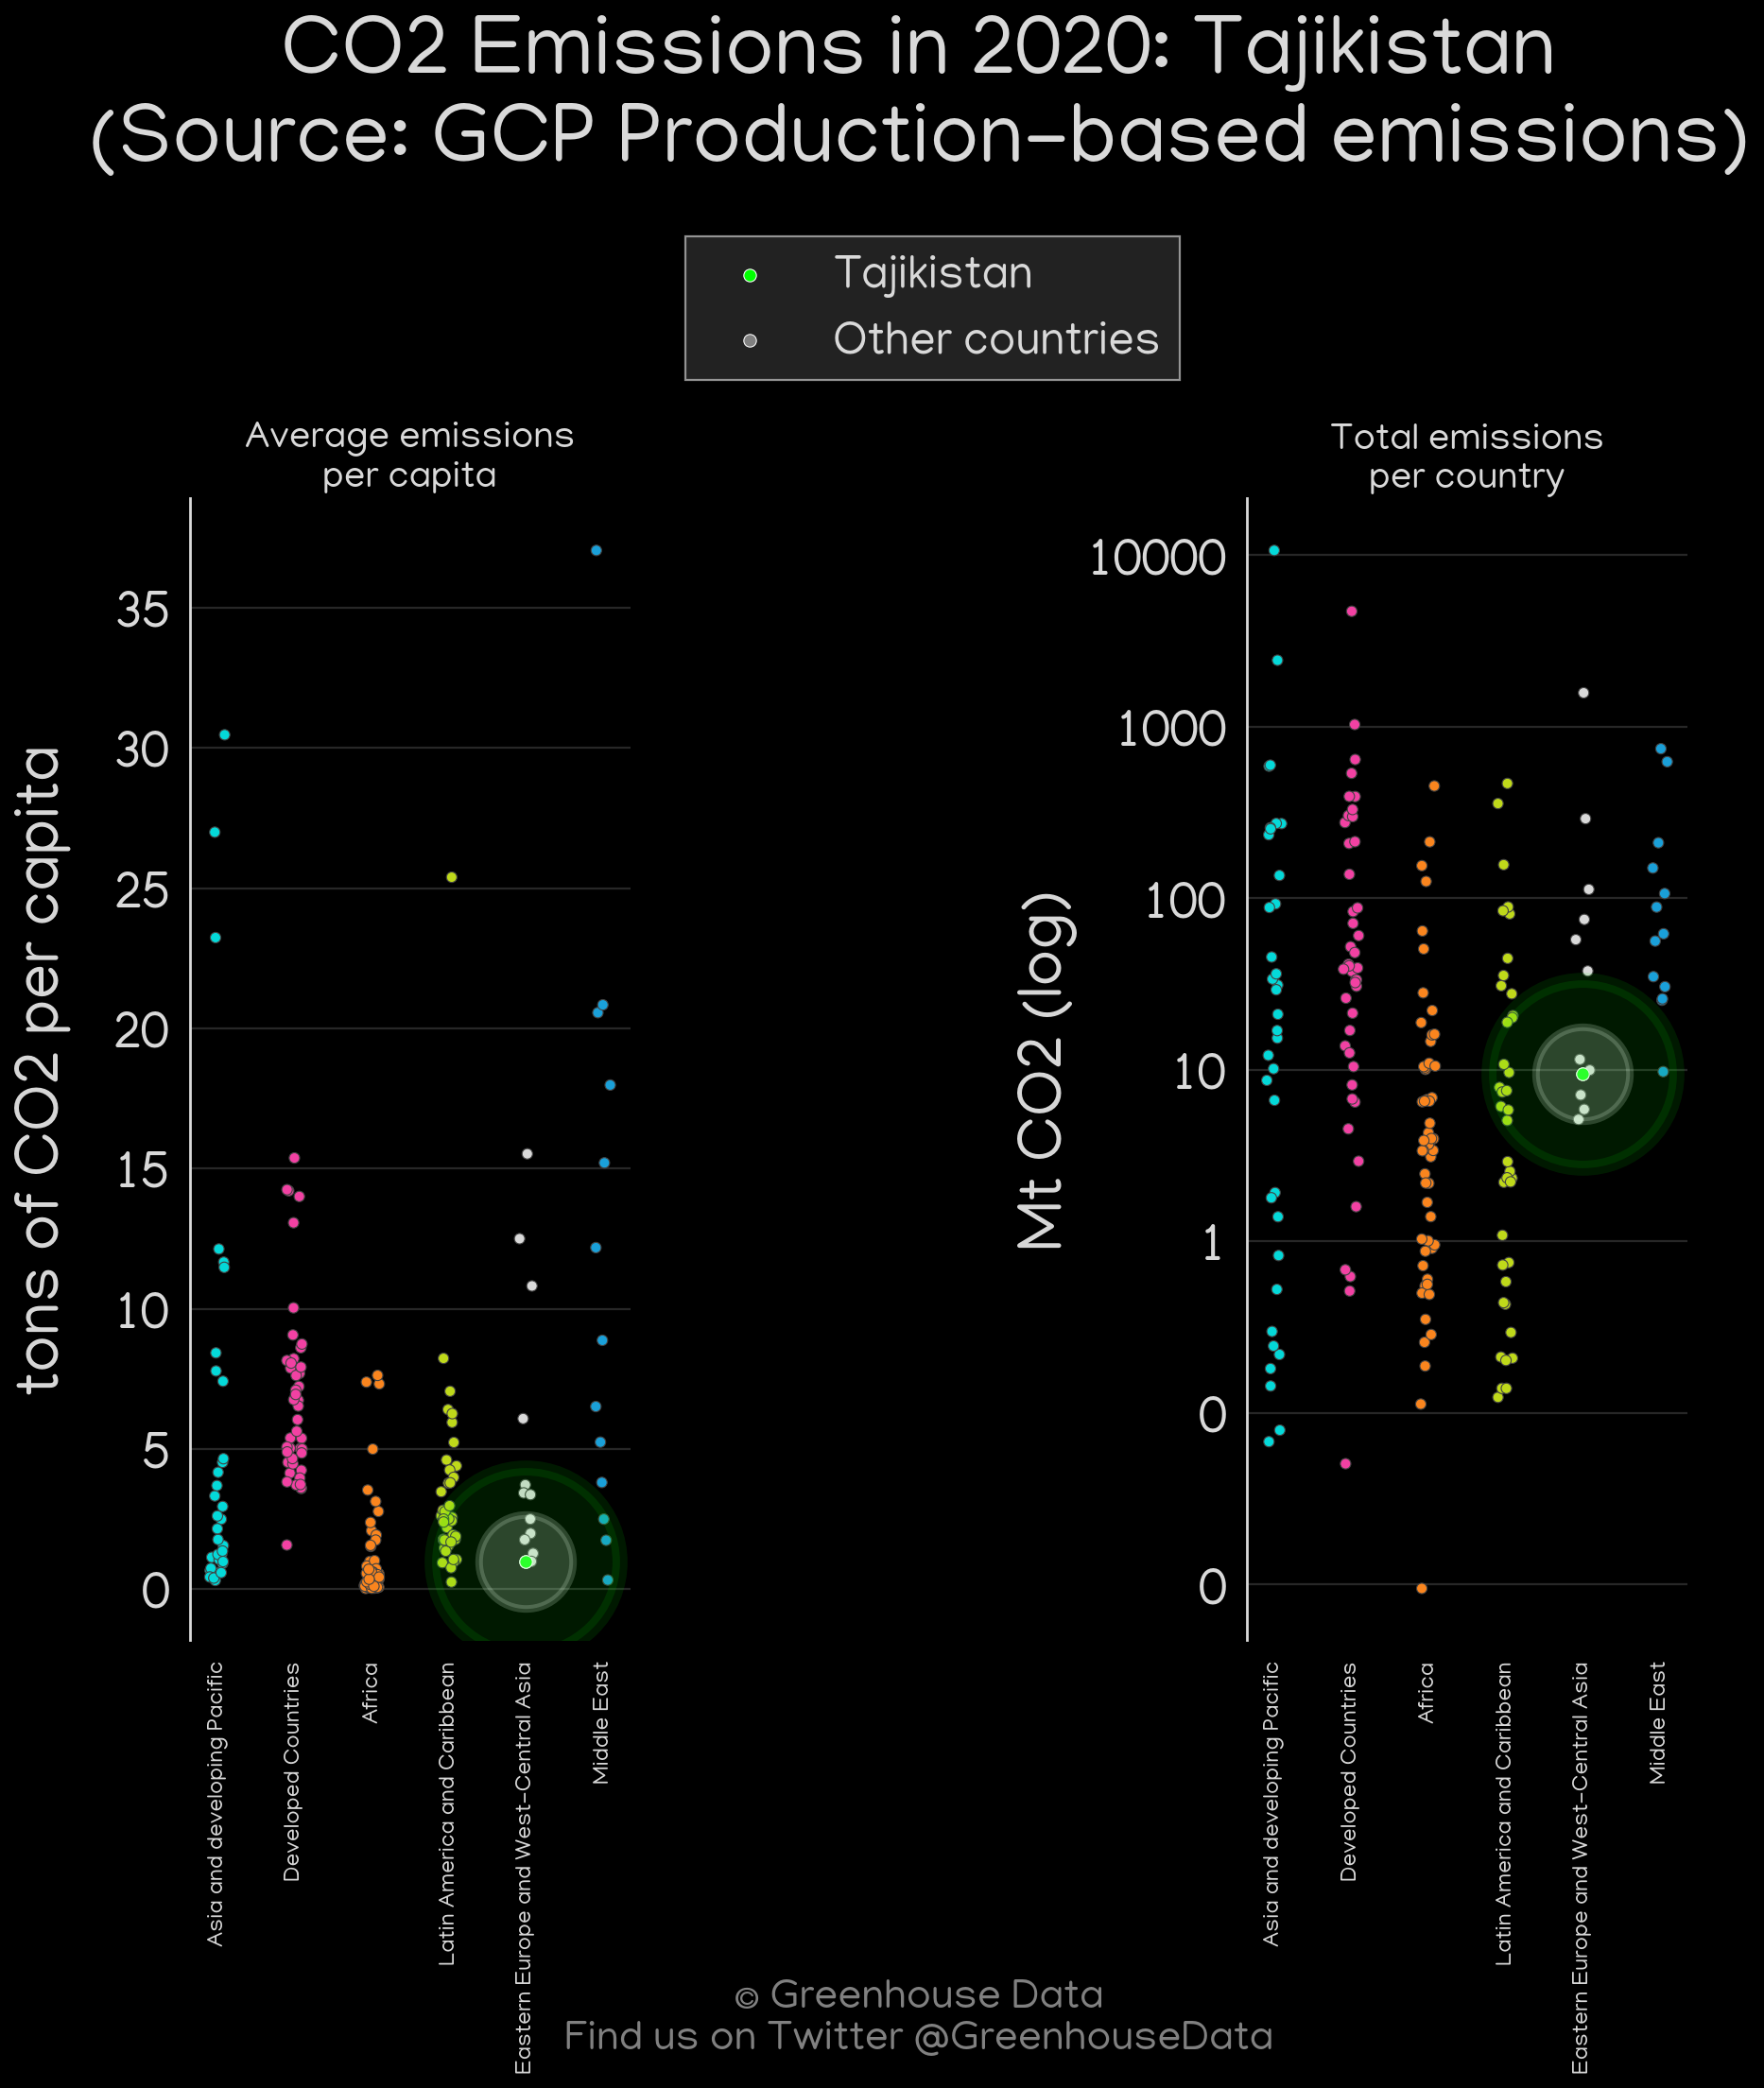 CO2 Emissions in 2020: Tajikistan
(Source: GCP Production-based emissions)
Tajikistan
Other countries
Average emissions
per capita
tons of CO2 per capita
35
30
25
20
15
10
5
0
Asia and developing Pacific
Developed Countries
Africa
Latin America and Caribbean
Eastern Europe and West-Central Asia
Middle East
Total emissions
per country
Mt CO2 (log)
10000
1000
100
10
1
0
0
Asia and developing Pacific
Developed Countries
Africa
Latin America and Caribbean
Eastern Europe and West-Central Asia
Middle East
© Greenhouse Data
Find us on Twitter @GreenhouseData